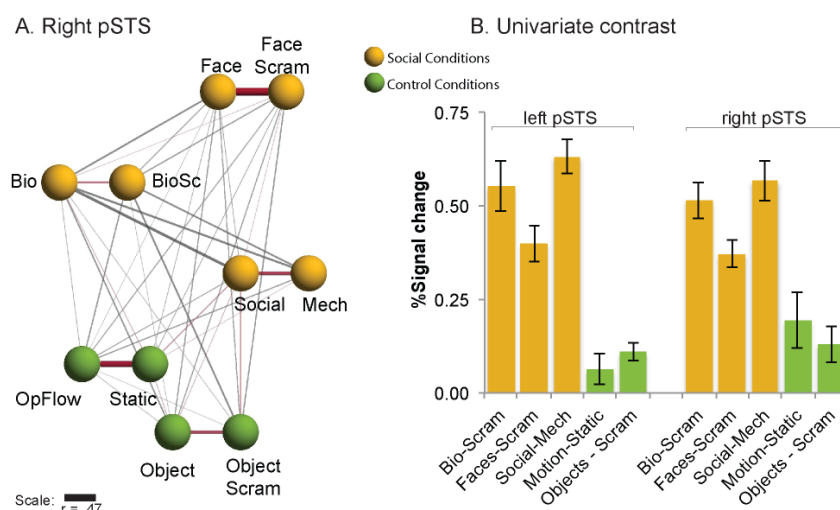 A. Right pSTS
Face
Face
Scram
Bio
BioSc
Social
Mech
OpFlow
Static
Object
Object
Scram
Scale:
r = .47
Social Conditions
Control Conditions
B. Univariate contrast
left pSTS
right pSTS
%Signal change
0.75
0.50
0.25
0.00
Bio-Scram
Faces-Scram
Social-Mech
Motion-Static
Objects - Scram
Bio-Scram
Faces-Scram
Social-Mech
Motion-Static
Objects - Scram